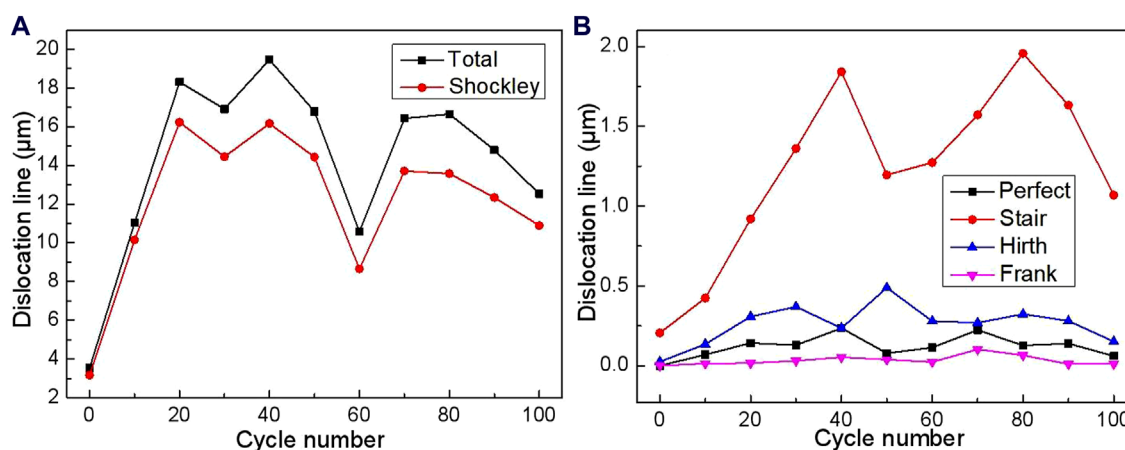 A
Dislocation line (μm)
20
18
16
14
12
10
8
6
4
2
Total
Shockley
0
20
40
60
80
100
Cycle number
B
Dislocation line (μm)
2.0
1.5
1.0
0.5
0.0
Perfect
Stair
Hirth
Frank
0
20
40
60
80
100
Cycle number